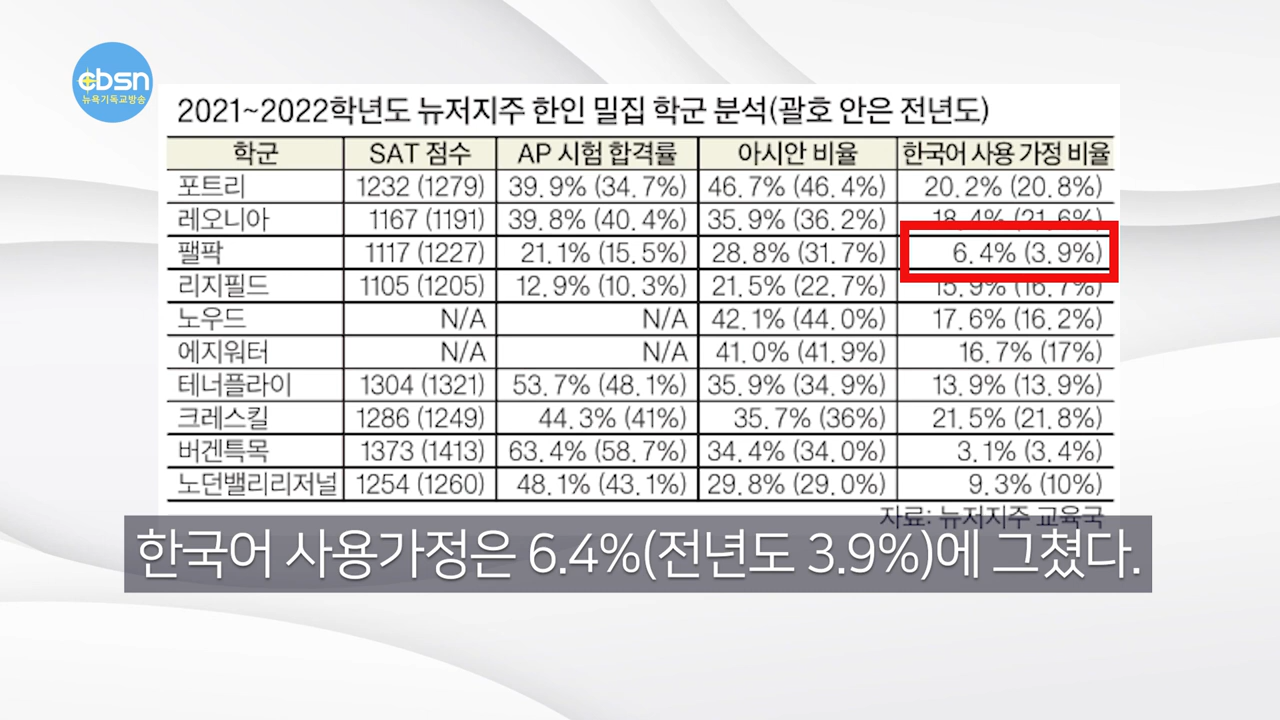 cbsn
뉴욕기독교방송
2021~2022학년도 뉴저지주 한인 밀집 학군 분석(괄호 안은 전년도)
학군 SAT 점수 AP 시험 합격률 아시안 비율 한국어 사용 가정 비율
포트리 1232 (1279) 39.9% (34.7%) 46.7% (46.4%) 20.2% (20.8%)
레오니아 1167 (1191) 39.8% (40.4%) 35.9% (36.2%) 18.4% (21.6%)
팰팍 1117 (1227) 21.1% (15.5%) 28.8% (31.7%) 6.4% (3.9%)
리지필드 1105 (1205) 12.9% (10.3%) 21.5% (22.7%) 15.9% (16.7%)
노우드 N/A N/A 42.1% (44.0%) 17.6% (16.2%)
에지워터 N/A N/A 41.0% (41.9%) 16.7% (17%)
테너플라이 1304 (1321) 53.7% (48.1%) 35.9% (34.9%) 13.9% (13.9%)
크레스킬 1286 (1249) 44.3% (41%) 35.7% (36%) 21.5% (21.8%)
버겐특목 1373 (1413) 63.4% (58.7%) 34.4% (34.0%) 3.1% (3.4%)
노던밸리리저널 1254 (1260) 48.1% (43.1%) 29.8% (29.0%) 9.3% (10%)
자료: 뉴저지주 교육국
한국어 사용가정은 6.4%(전년도 3.9%)에 그쳤다.